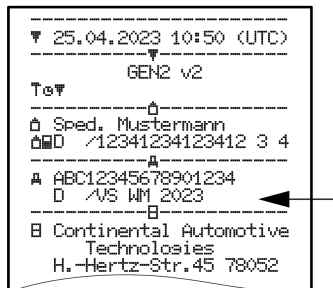 ▼ 25.04.2023 10:50 (UTC)
GEN2 v2
Sped. Mustermann
D /12341234123412 3 4
ABC12345678901234
D /VS WM 2023
Continental Automotive
Technologies
H.-Hertz-Str.45 78052